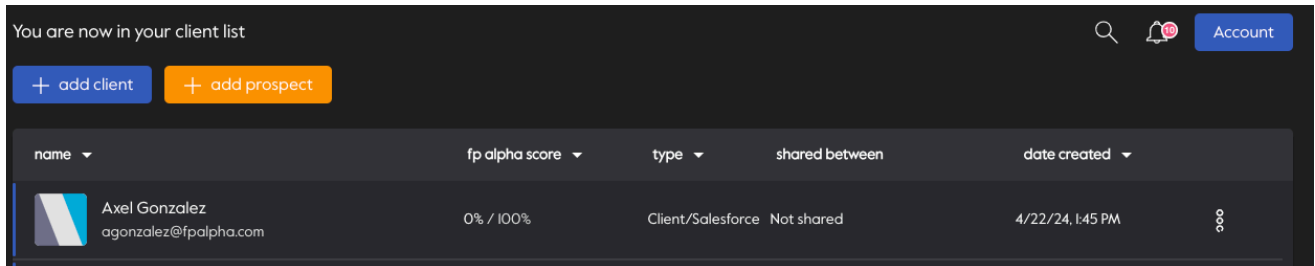 You are now in your client list
10
Account
+ add client
+ add prospect
name
fp alpha score
type
shared between
date created
Axel Gonzalez
agonzalez@fpalpha.com
0% / 100%
Client/Salesforce
Not shared
4/22/24, 1:45 PM